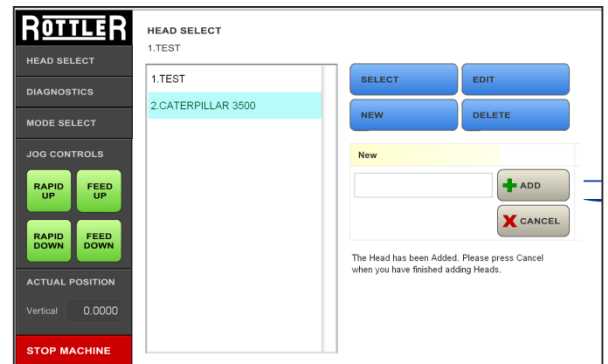 ROTTLER
HEAD SELECT
DIAGNOSTICS
MODE SELECT
JOG CONTROLS
RAPID UP
FEED UP
RAPID DOWN
FEED DOWN
ACTUAL POSITION
Vertical 0.0000
STOP MACHINE
HEAD SELECT
1.TEST
1.TEST
2.CATERPILLAR 3500
SELECT
EDIT
NEW
DELETE
New
ADD
CANCEL
The Head has been Added. Please press Cancel
when you have finished adding Heads.